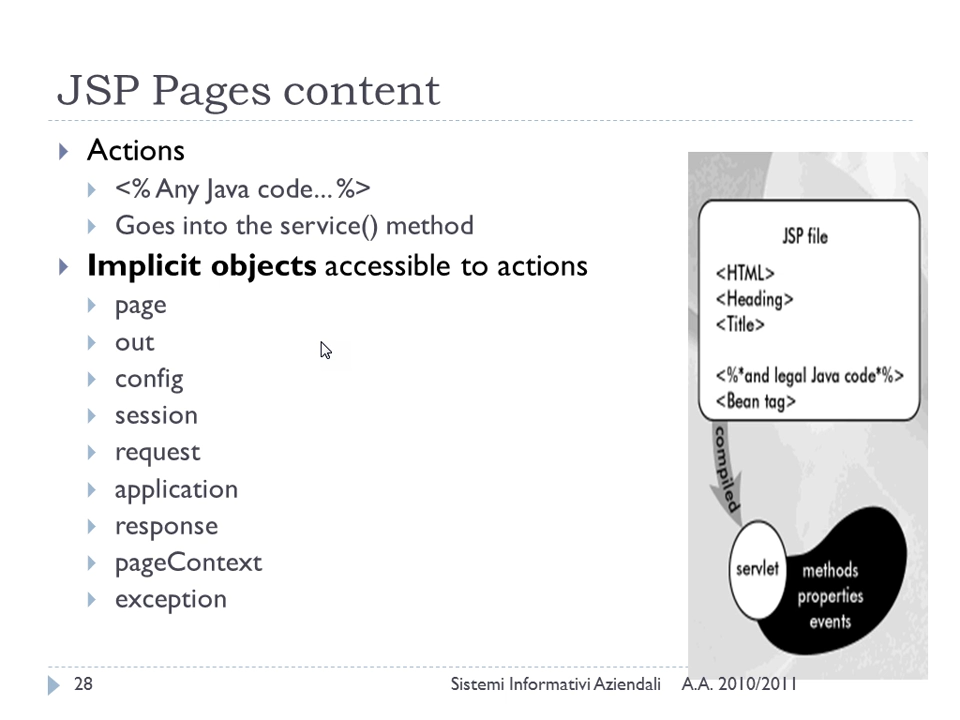 JSP Pages content
Actions
<% Any Java code... %>
Goes into the service() method
Implicit objects accessible to actions
page
out
config
session
request
application
response
pageContext
exception
JSP file
<HTML>
<Heading>
<Title>
<%*and legal Java code*%>
<Bean tag>
compiled
servlet
methods
properties
events
28
Sistemi Informativi Aziendali
A.A. 2010/2011